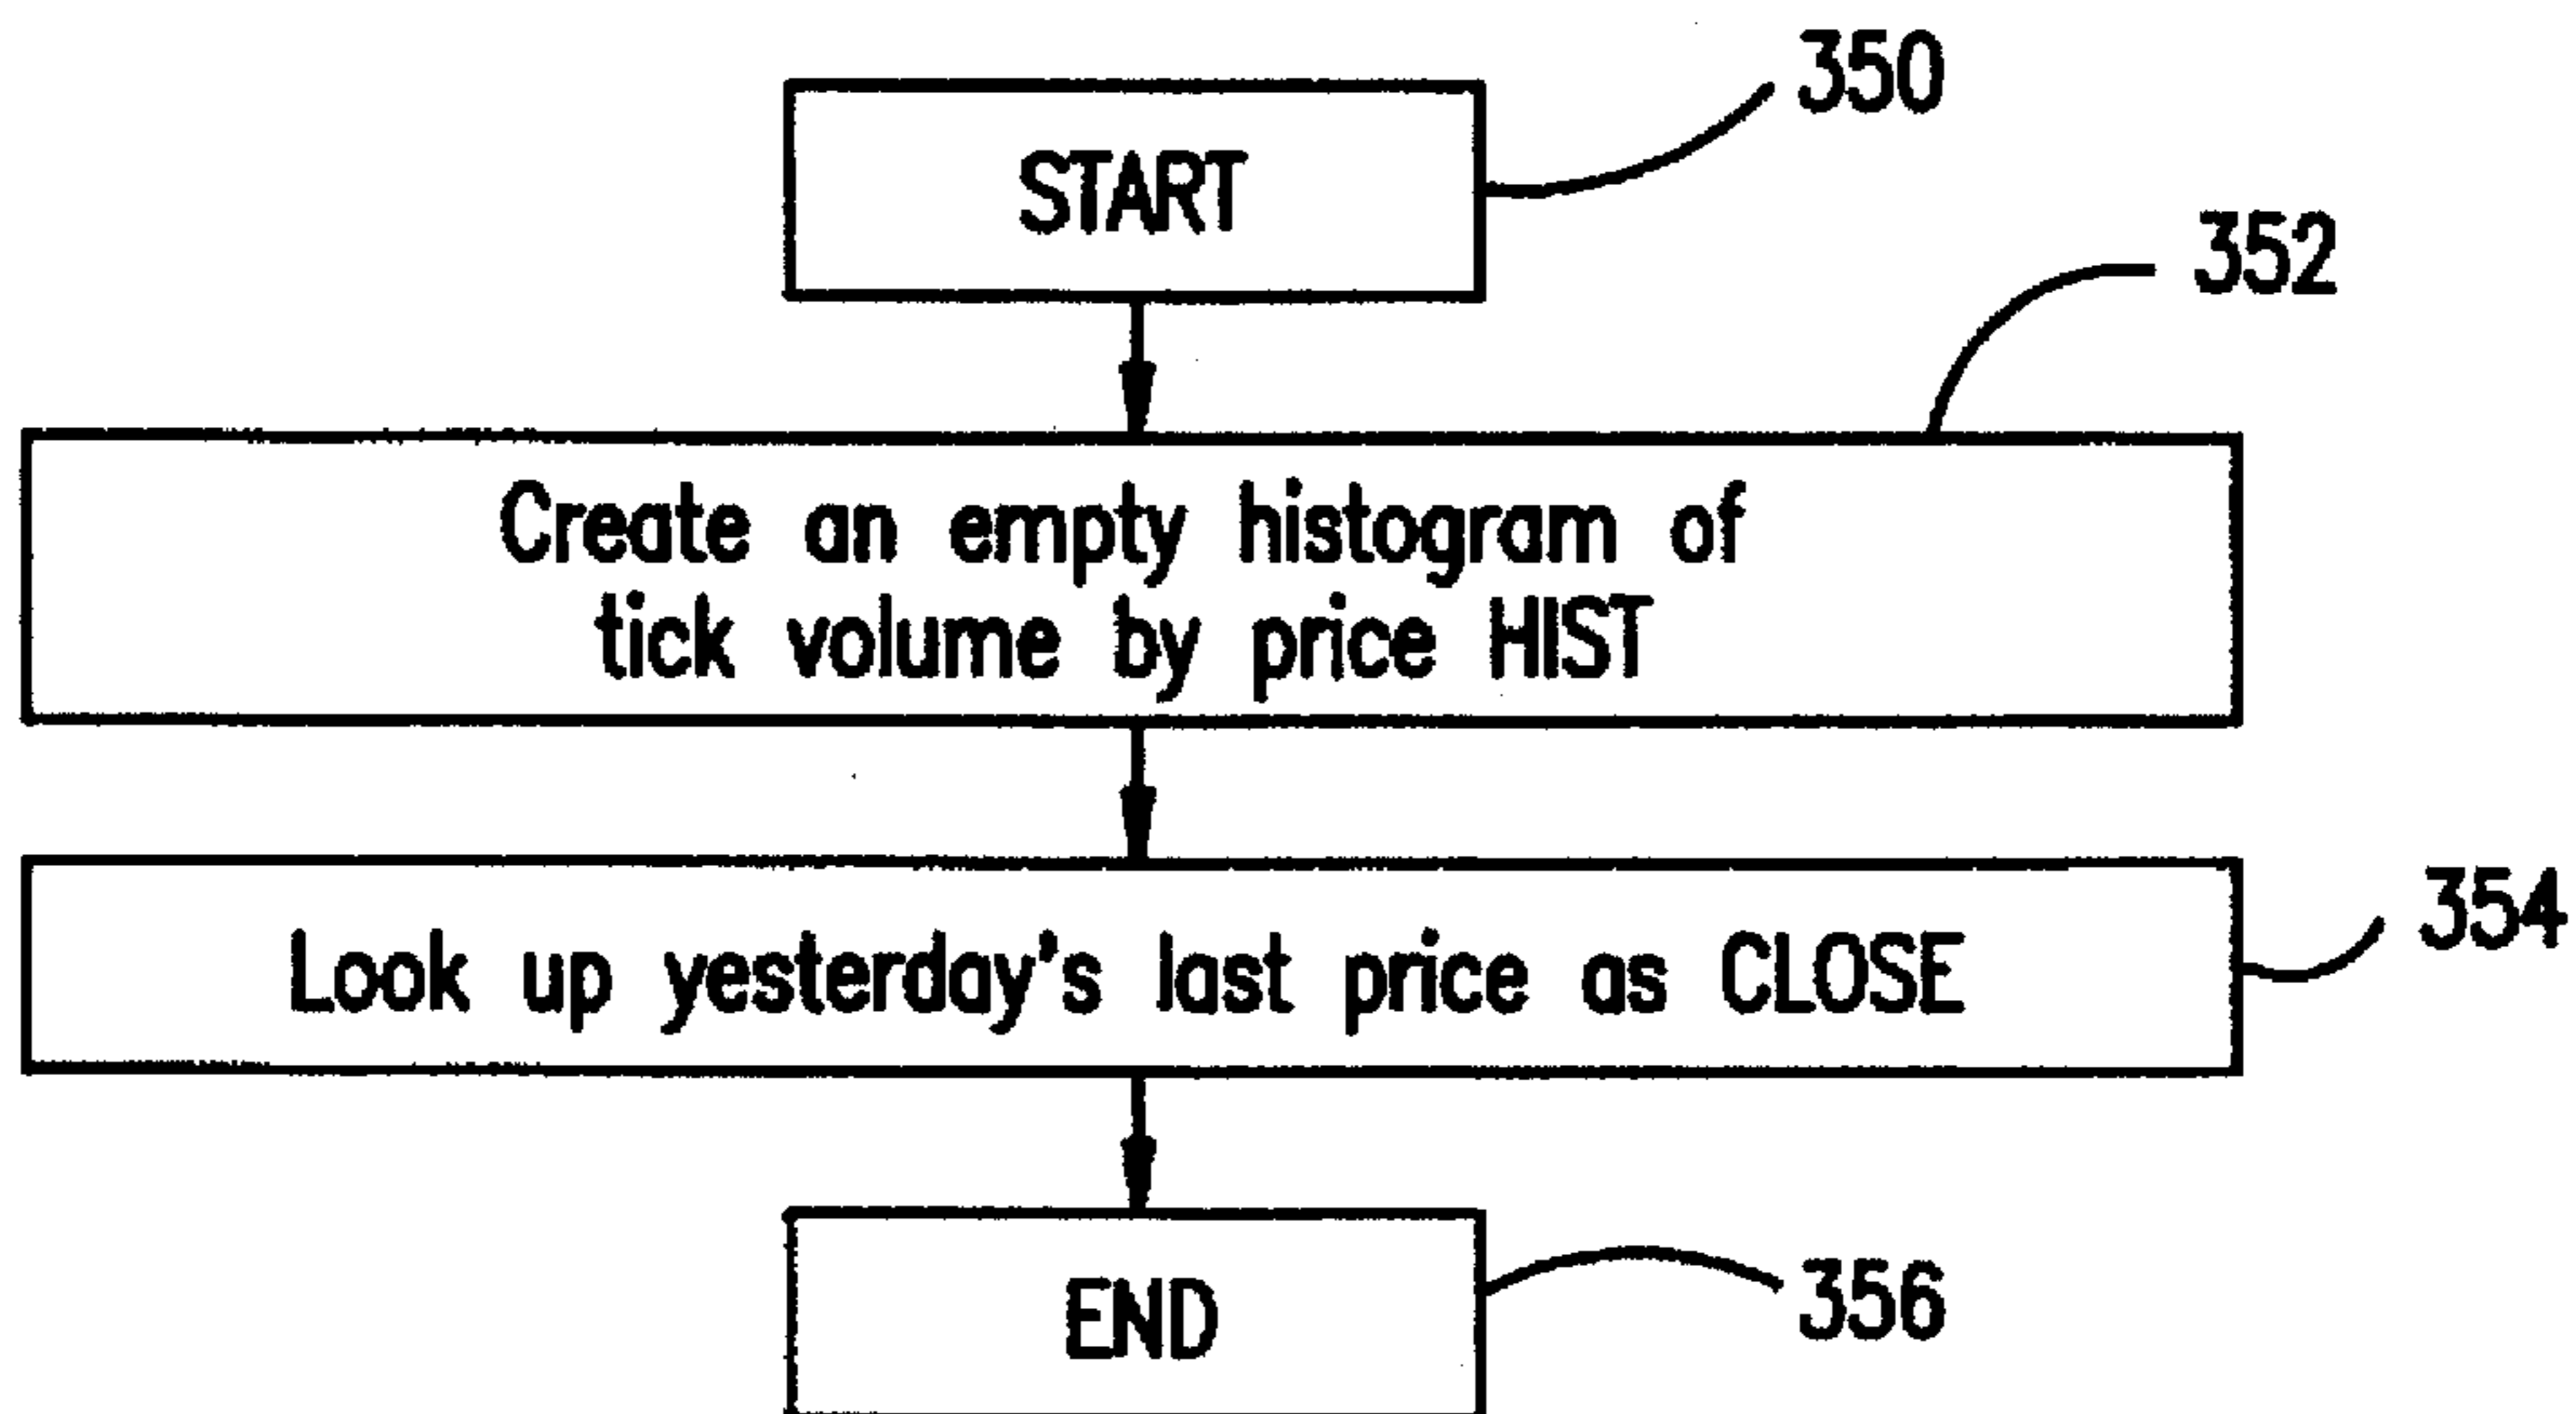 350
START
352
Create an empty histogram of
tick volume by price HIST
354
Look up yesterday's last price as CLOSE
END
356